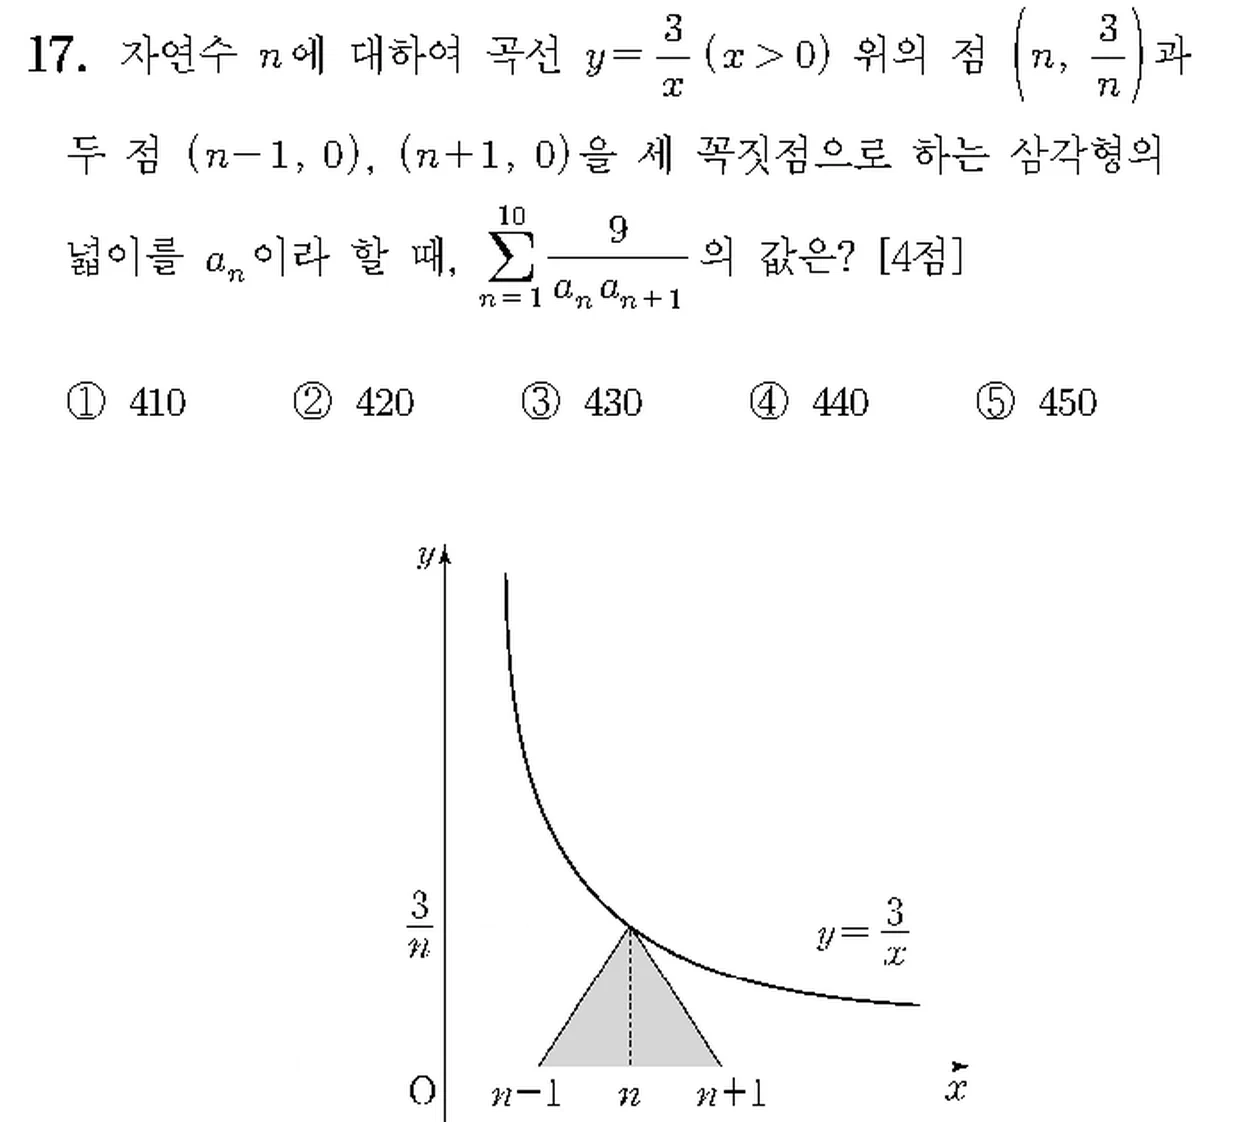 17. 자연수 n에 대하여 곡선 y=3/x (x>0) 위의 점 (n, 3/n)과
두 점 (n-1, 0), (n+1, 0)을 세 꼭짓점으로 하는 삼각형의
넓이를 a_n이라 할 때, \sum_{n=1}^{10} 9/(a_n a_{n+1})의 값은? [4점]
① 410 ② 420 ③ 430 ④ 440 ⑤ 450
y
3/n
y=3/x
O n-1 n n+1 x